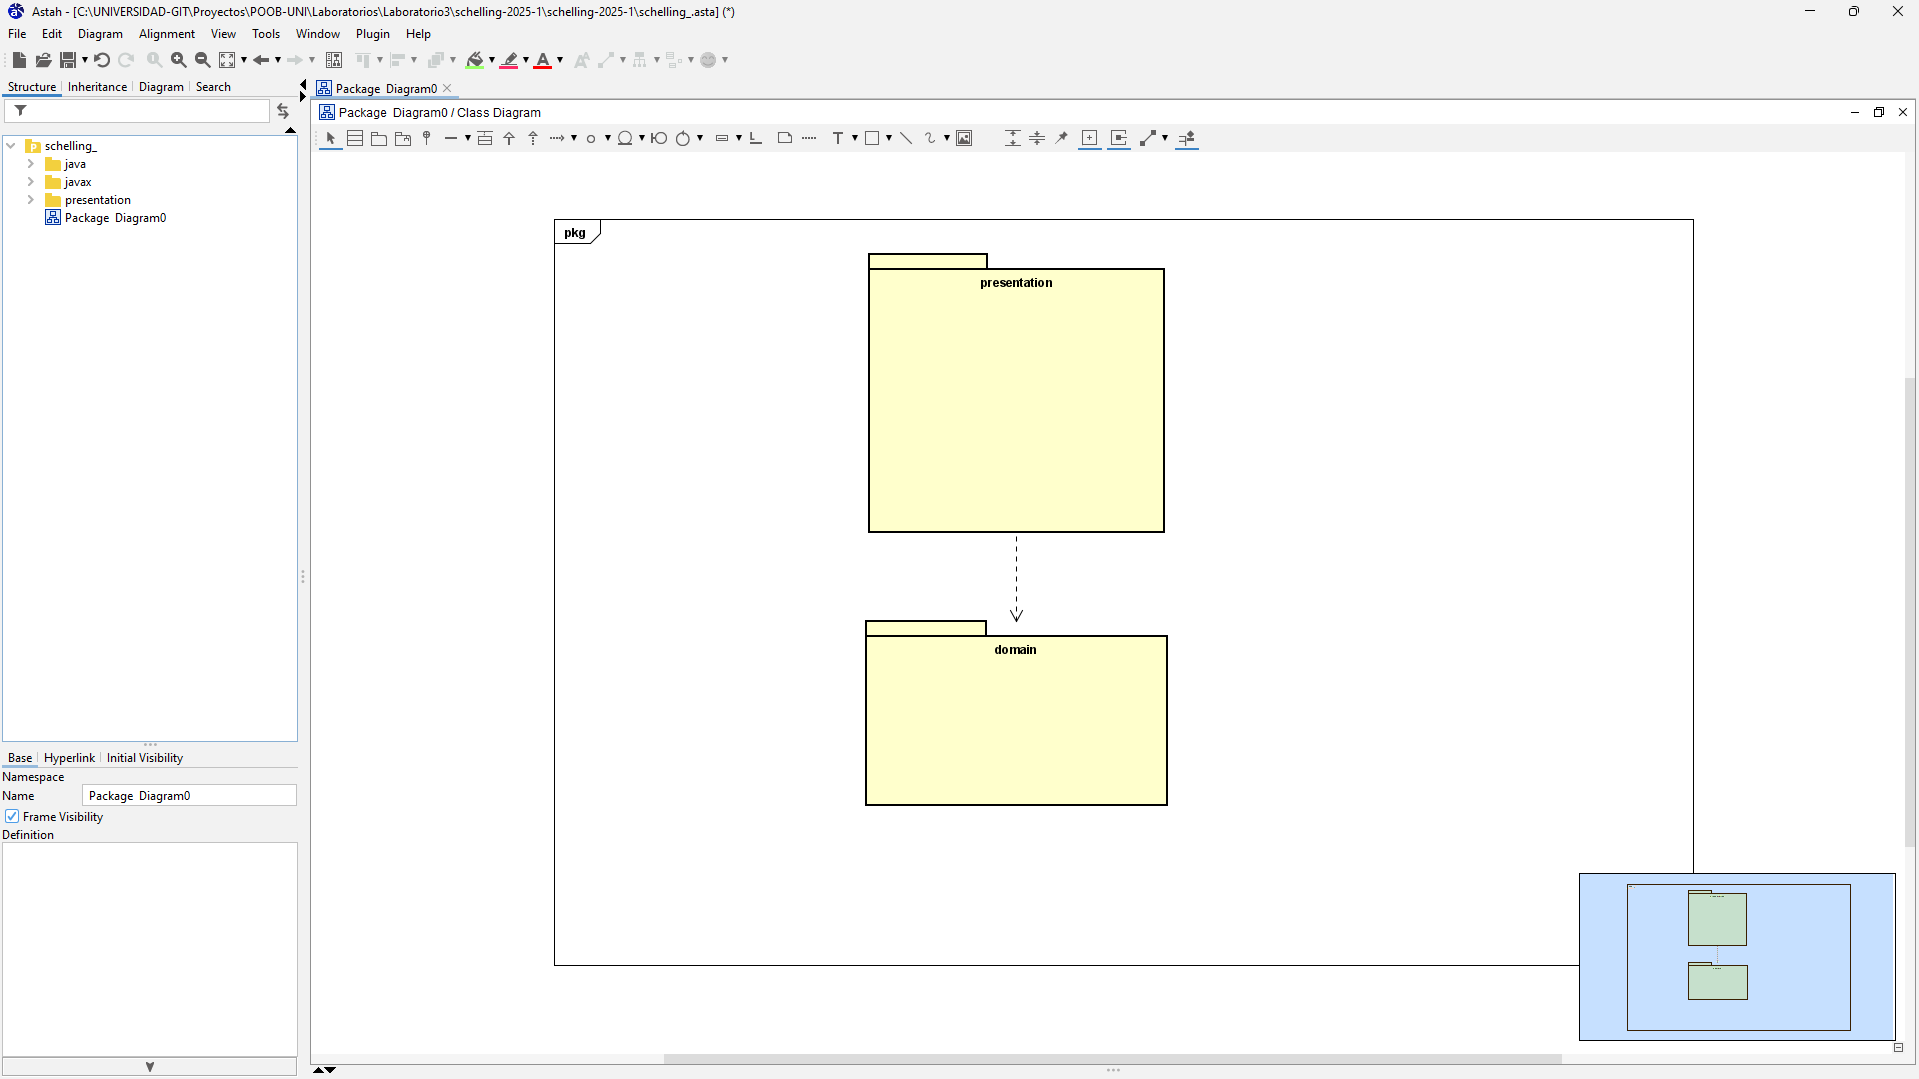 Astah - [C:\UNIVERSIDAD-GIT\Proyectos\POOB-UNI\Laboratorios\Laboratorio3\schelling-2025-1\schelling-2025-1\schelling_.asta] (*)
File Edit Diagram Alignment View Tools Window Plugin Help
Structure Inheritance Diagram Search
Package Diagram0
Package Diagram0 / Class Diagram
schelling_
java
javax
presentation
Package Diagram0
pkg
presentation
domain
Base Hyperlink Initial Visibility
Namespace
Name Package Diagram0
Frame Visibility
Definition